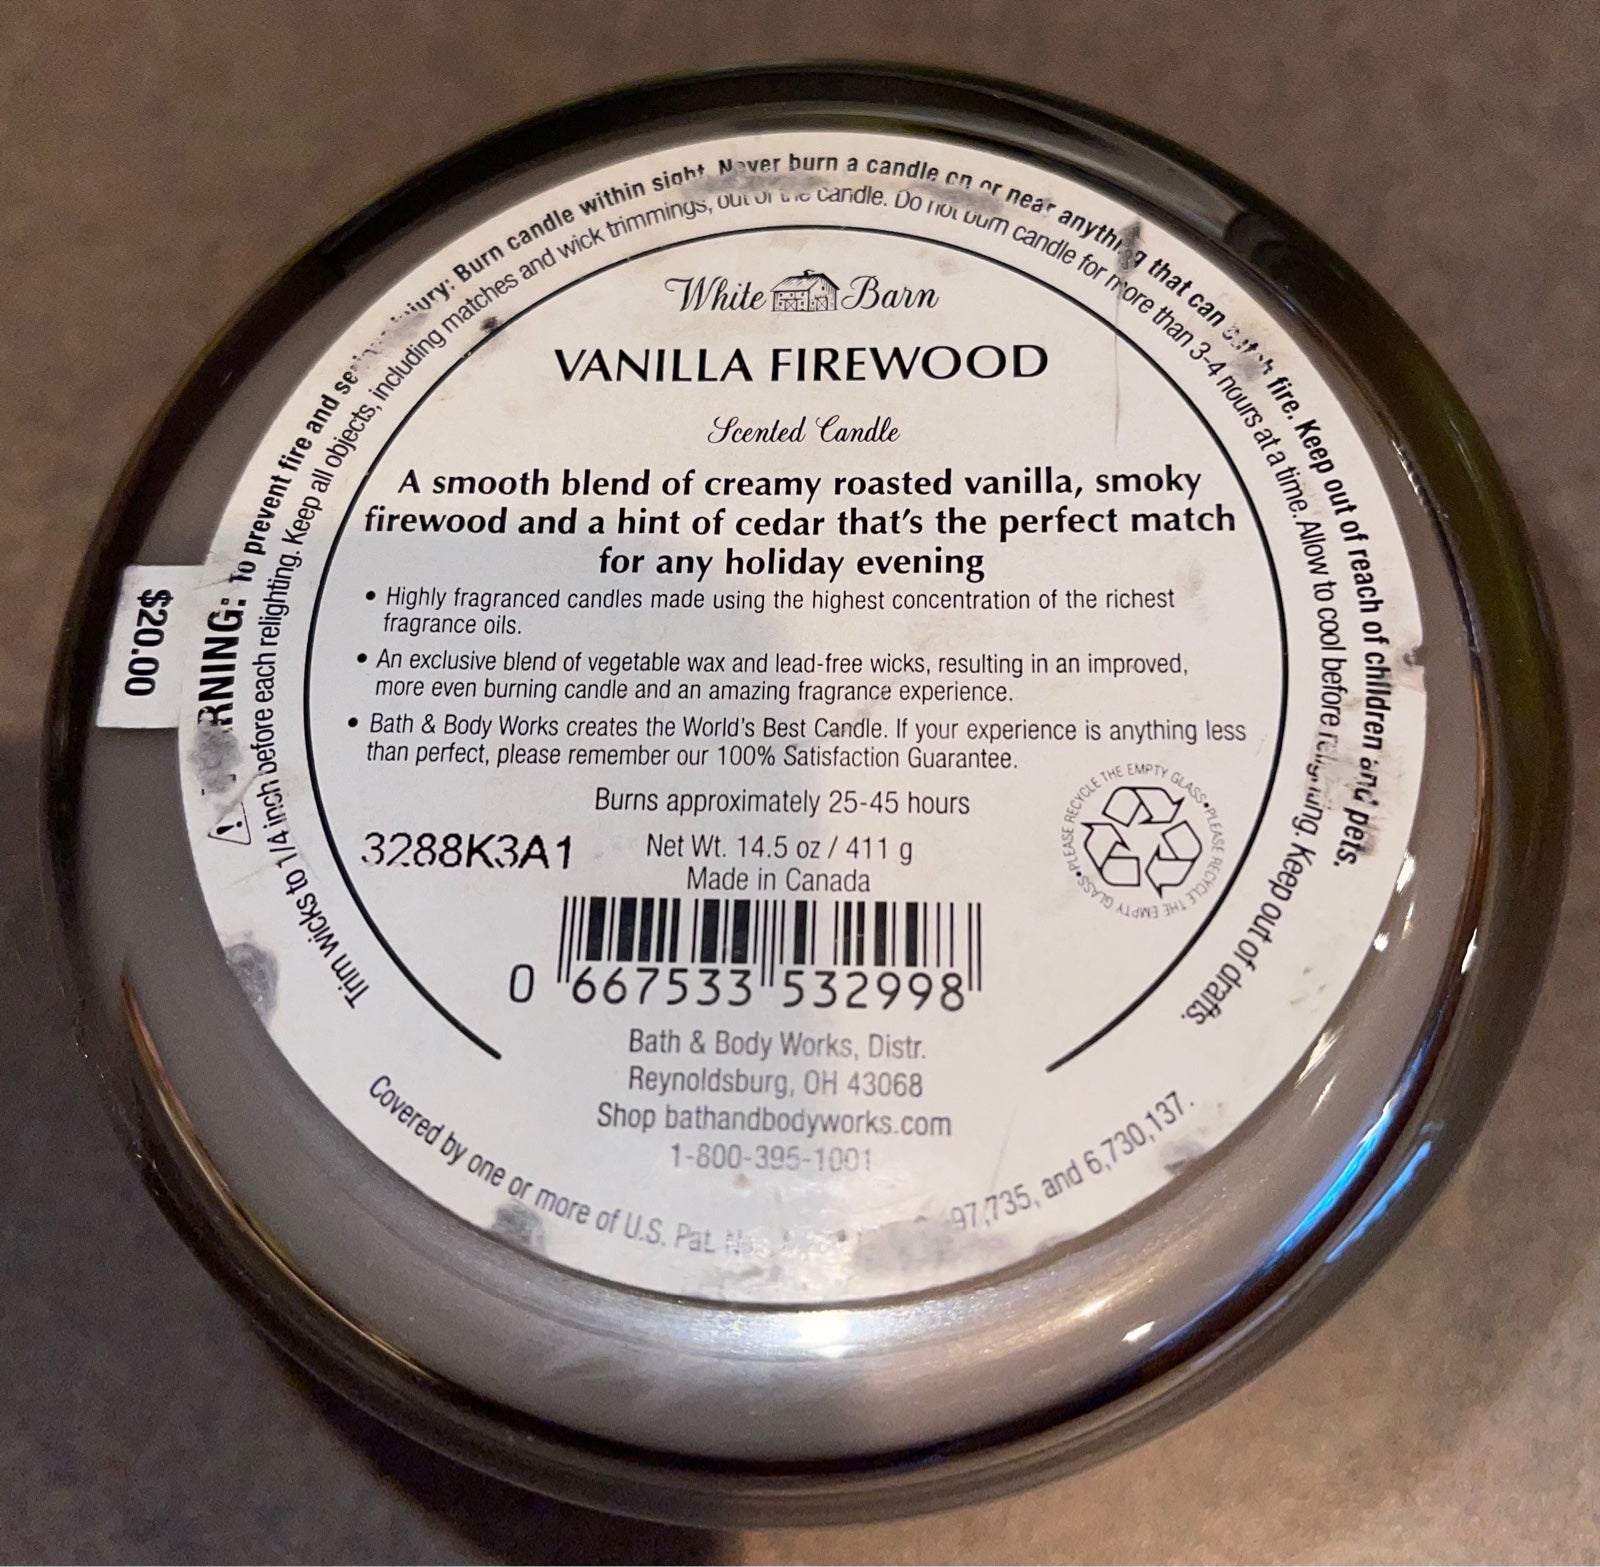 $20.00
RNING: To prevent fire and Burn candle within sight. Never burn a candle on or near anything that can catch fire. Keep out of reach of children and pets.
Trim wicks to 1/4 inch before each relighting. Keep all objects, including matches and wick trimmings, out of the candle. Do not burn candle for more than 3-4 hours at a time. Allow to cool before relighting. Keep out of drafts.
White Barn
VANILLA FIREWOOD
Scented Candle
A smooth blend of creamy roasted vanilla, smoky
firewood and a hint of cedar that's the perfect match
for any holiday evening
• Highly fragranced candles made using the highest concentration of the richest
fragrance oils.
• An exclusive blend of vegetable wax and lead-free wicks, resulting in an improved,
more even burning candle and an amazing fragrance experience.
• Bath & Body Works creates the World's Best Candle. If your experience is anything less
than perfect, please remember our 100% Satisfaction Guarantee.
Burns approximately 25-45 hours
3288K3A1
Net Wt. 14.5 oz / 411 g
Made in Canada
PLEASE RECYCLE THE EMPTY GLASS • PLEASE RECYCLE THE EMPTY GLASS •
0 667533 532998
Bath & Body Works, Distr.
Reynoldsburg, OH 43068
Shop bathandbodyworks.com
1-800-395-1001
Covered by one or more of U.S. Pat. 97,735, and 6,730,137.